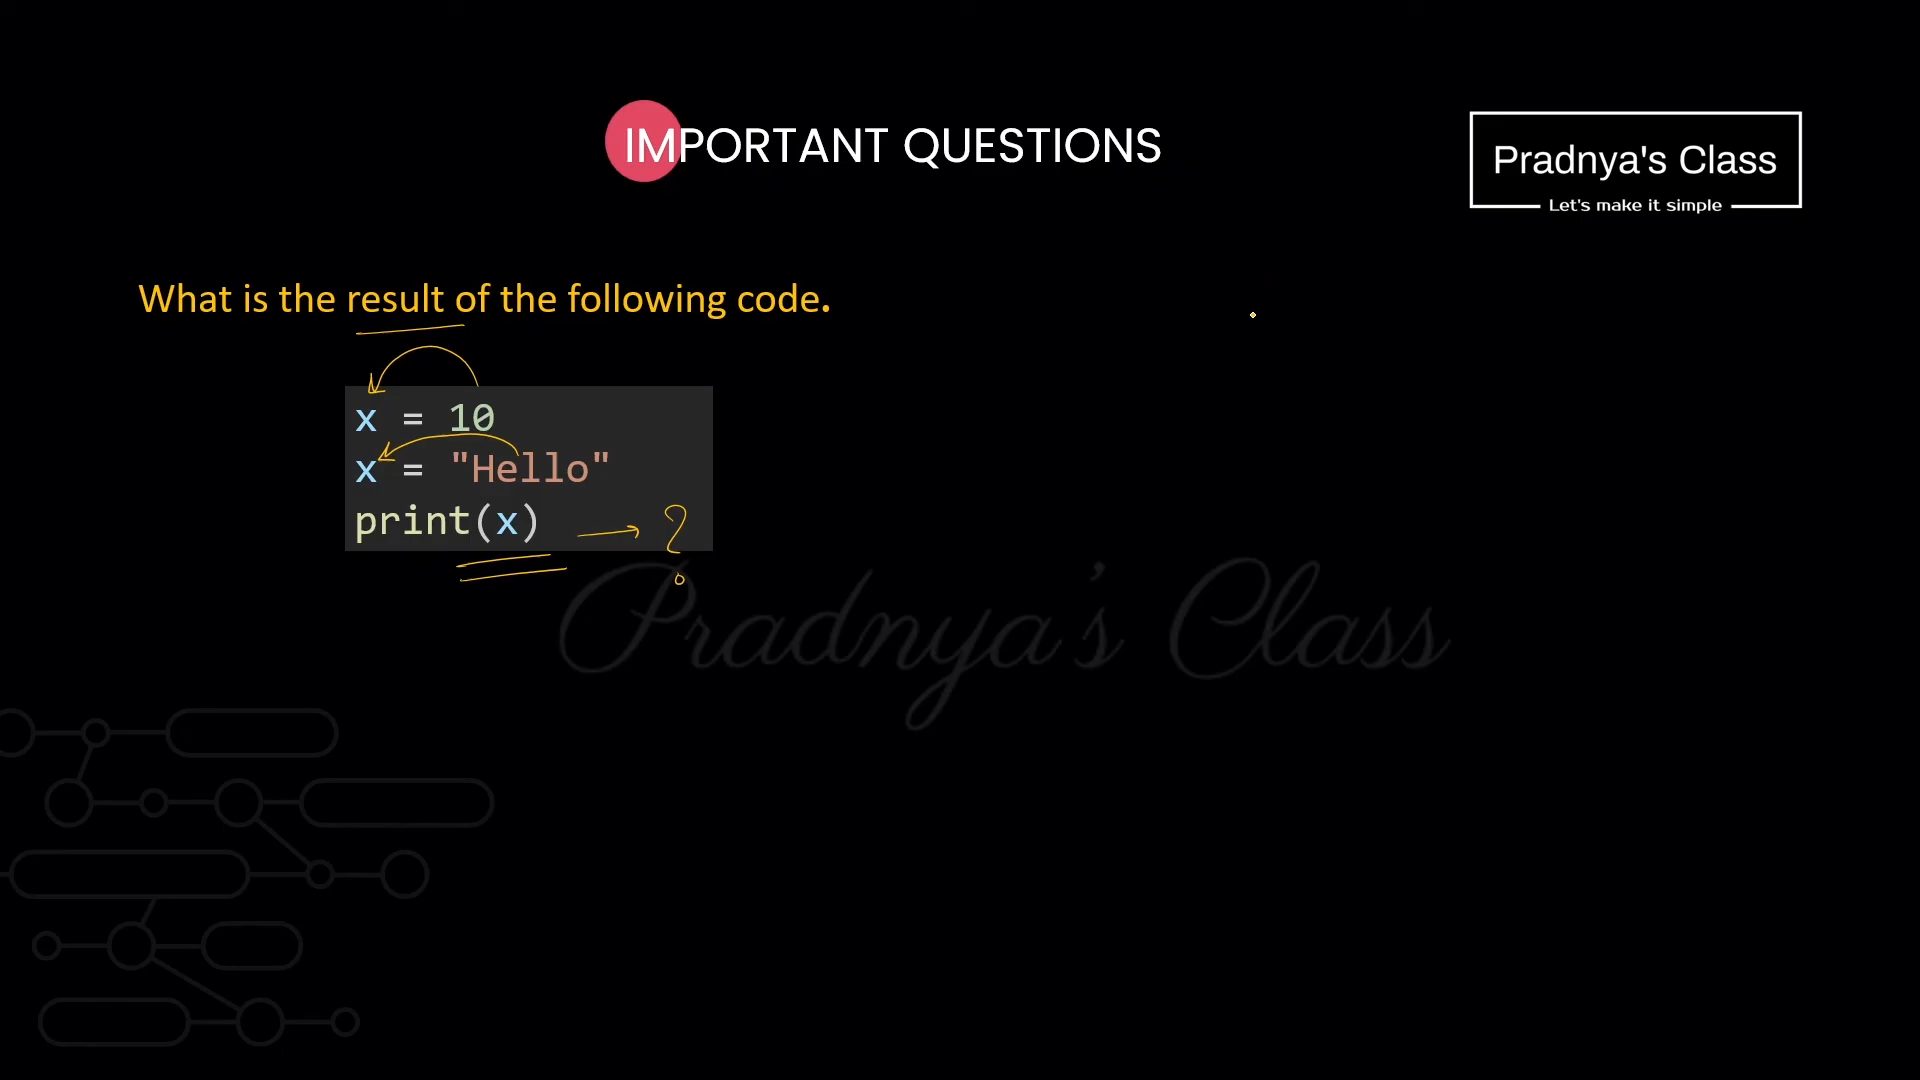 IMPORTANT QUESTIONS
Pradnya's Class
Let's make it simple
What is the result of the following code.
x = 10
x = "Hello"
print(x) → ?
Pradnya's Class